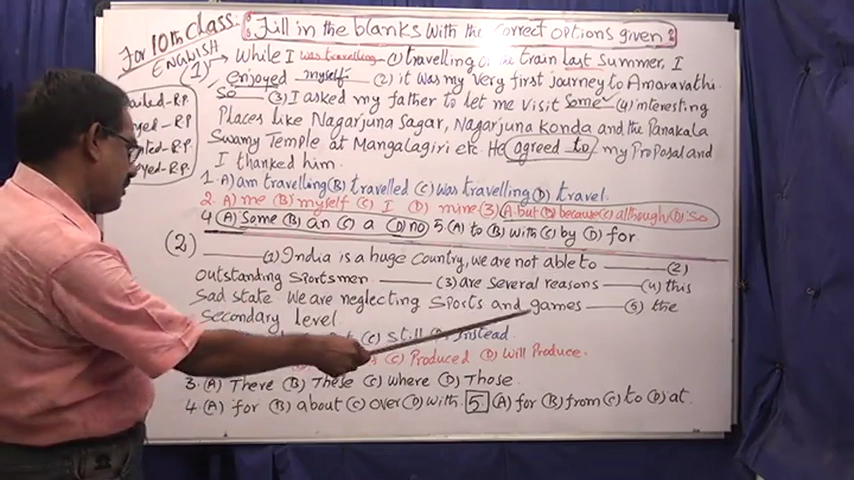 For 10th Class. Fill in the blanks with the correct options given
ENGLISH
(1) While I was travelling (1) travelling the train last summer, I
enjoyed myself (2) it was my very first journey to Amaravathi.
So (3) I asked my father to let me visit Some (4) interesting
Places like Nagarjuna Sagar, Nagarjuna Konda and the Panakala
Swamy Temple at Mangalagiri etc. He agreed to my Proposal and
I thanked him.
1. A) am travelling (B) travelled (C) was travelling (D) travel.
2. A) me (B) myself (C) I (D) mine (3) A. but (B) because (C) although (D) So
4 (A) Some (B) an (C) a (D) no 5. (A) to (B) with (C) by (D) for
(2) (1) India is a huge Country, we are not able to (2)
outstanding Sportsmen (3) are several reasons (4) this
Sad state We are neglecting Sports and games (5) the
Secondary level.
(C) Still Instead
(C) Produced (D) Will Produce.
3. (A) There (B) These (C) where (D) Those.
4. (A) for (B) about (C) over (D) with. 5. (A) for (B) from (C) to (D) at.